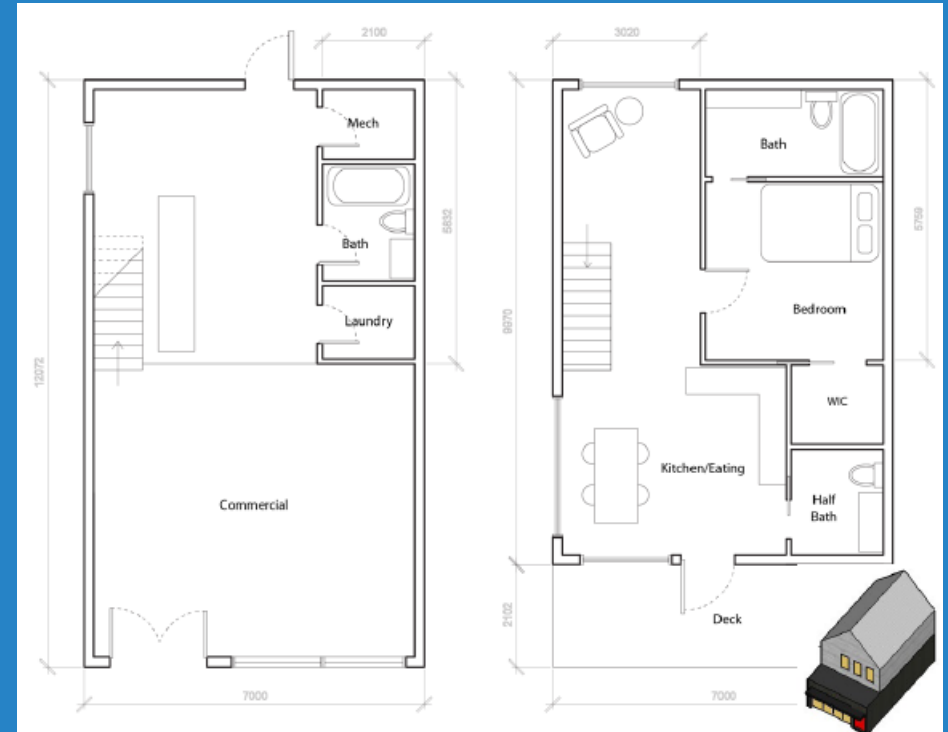 2100
Mech
Bath
5832
Laundry
12072
Commercial
7000
3020
Bath
5759
Bedroom
9970
WIC
Kitchen/Eating
Half
Bath
2102
Deck
7000